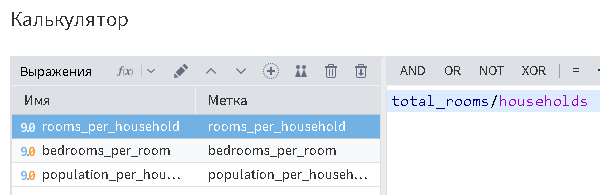 Калькулятор
Выражения f(x) AND OR NOT XOR =
Имя Метка
total_rooms/households
9.0 rooms_per_household rooms_per_household
9.0 bedrooms_per_room bedrooms_per_room
9.0 population_per_hou... population_per_househ...